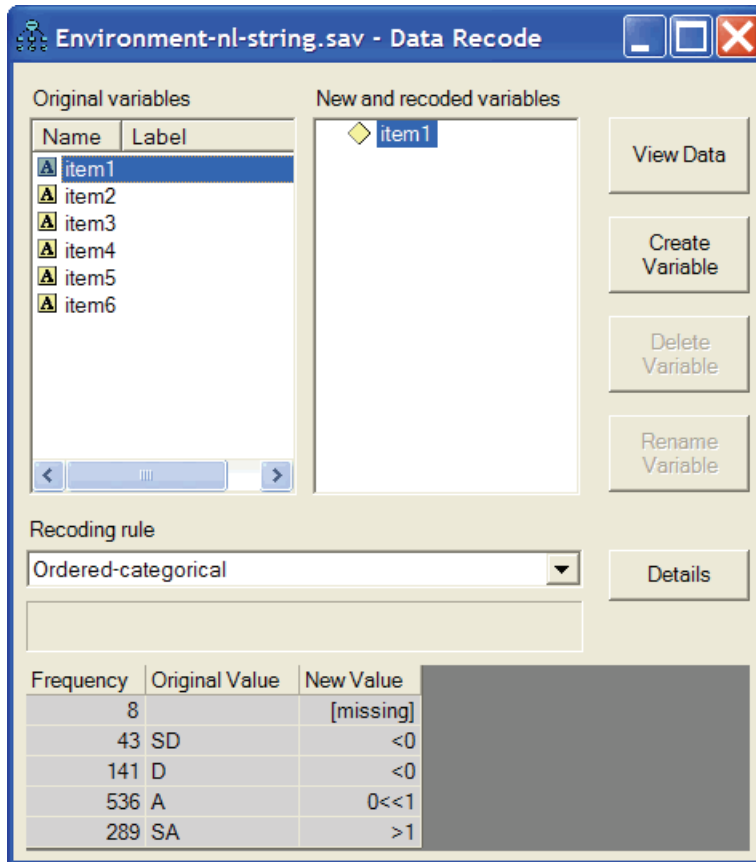 Environment-nl-string.sav - Data Recode
Original variables
New and recoded variables
Name Label
item1
item2
item3
item4
item5
item6
item1
View Data
Create
Variable
Delete
Variable
Rename
Variable
Recoding rule
Ordered-categorical
Details
Frequency Original Value New Value
8 [missing]
43 SD <0
141 D <0
536 A 0<<1
289 SA >1